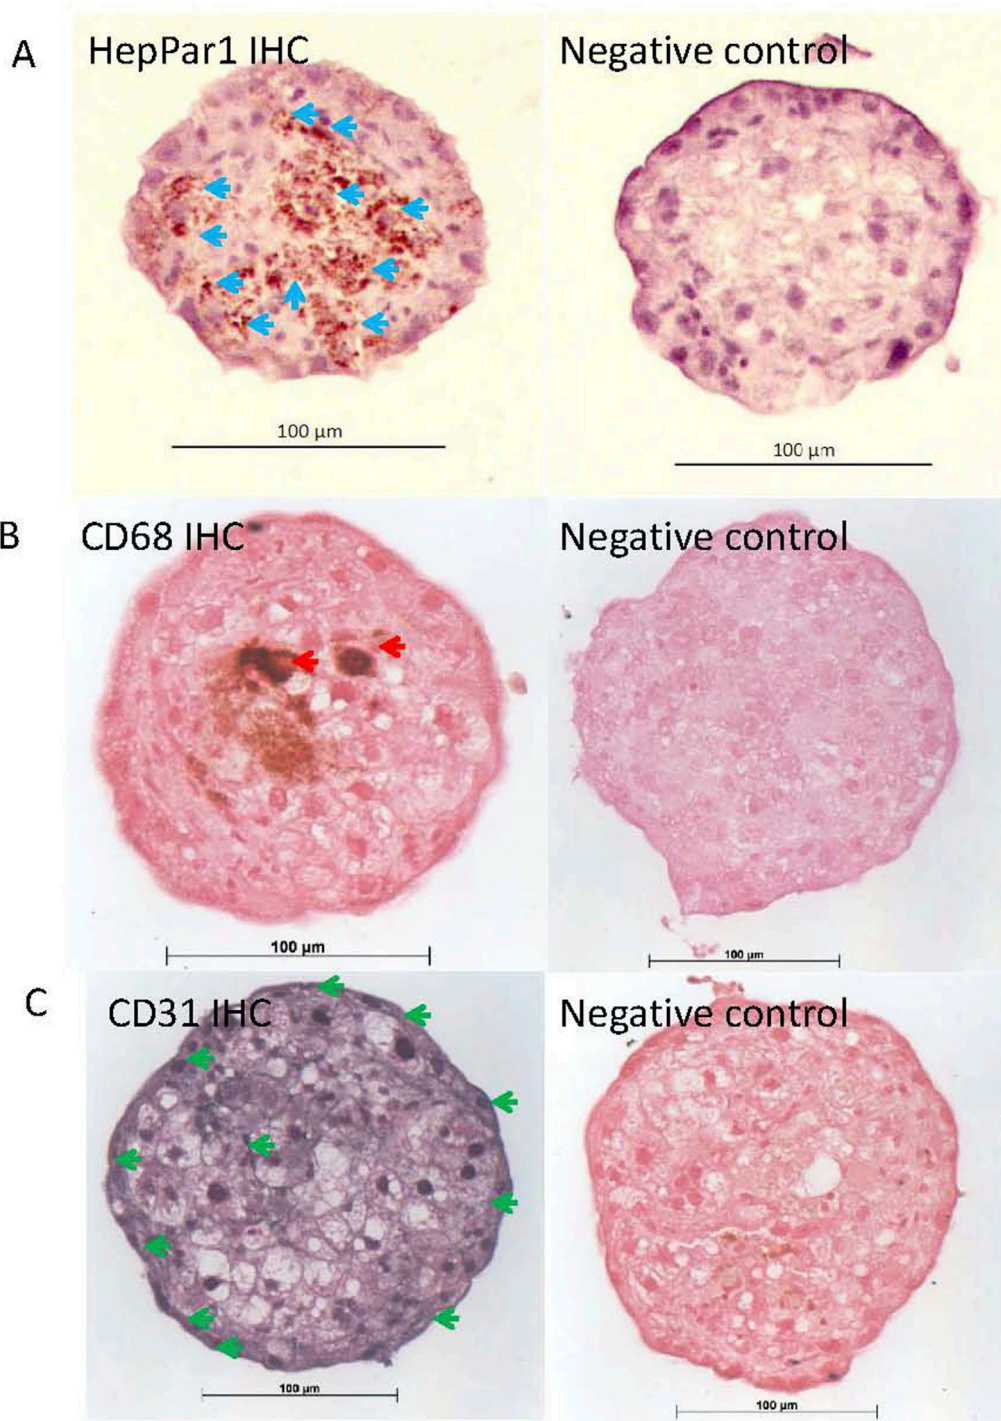 A
HepPar1 IHC
Negative control
100 µm
100 µm
B
CD68 IHC
Negative control
100 µm
100 µm
C
CD31 IHC
Negative control
100 µm
100 µm